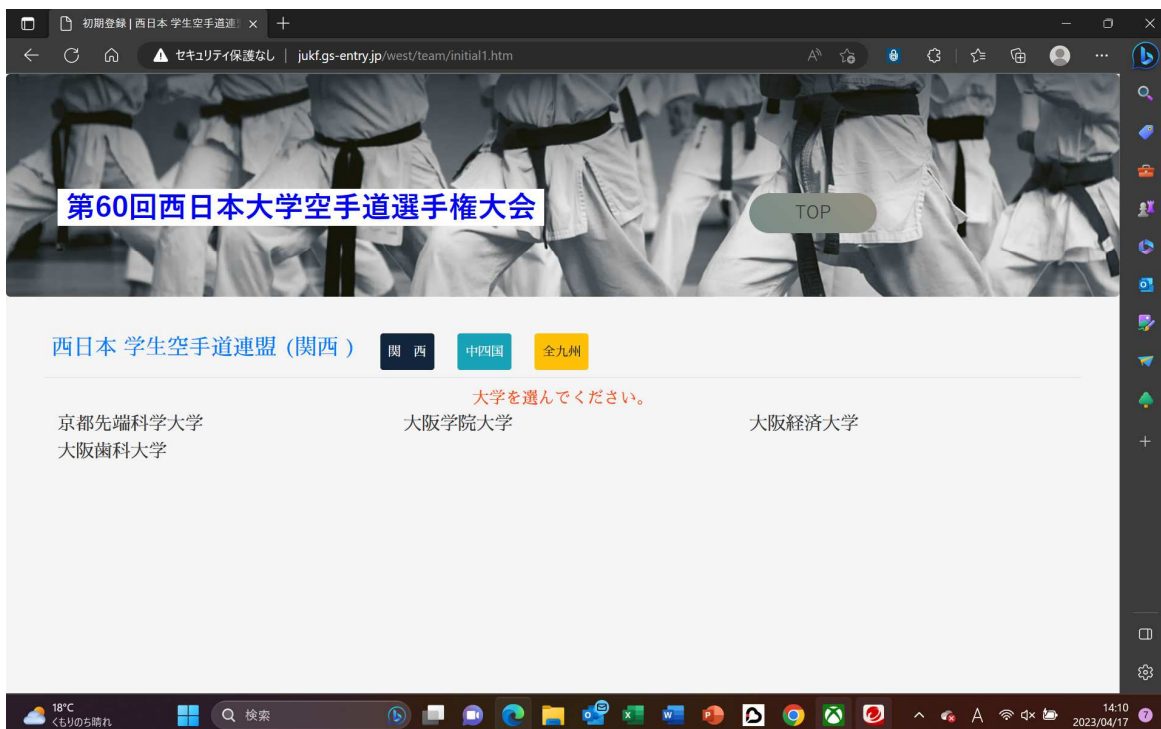 初期登録 | 西日本 学生空手道連
セキュリティ保護なし | jukf.gs-entry.jp/west/team/initial1.htm
第60回西日本大学空手道選手権大会
TOP
西日本 学生空手道連盟 (関西 ) 関 西 中四国 全九州
大学を選んでください。
京都先端科学大学 大阪学院大学 大阪経済大学
大阪歯科大学
18°C
くもりのち晴れ
検索
A
14:10
2023/04/17
7